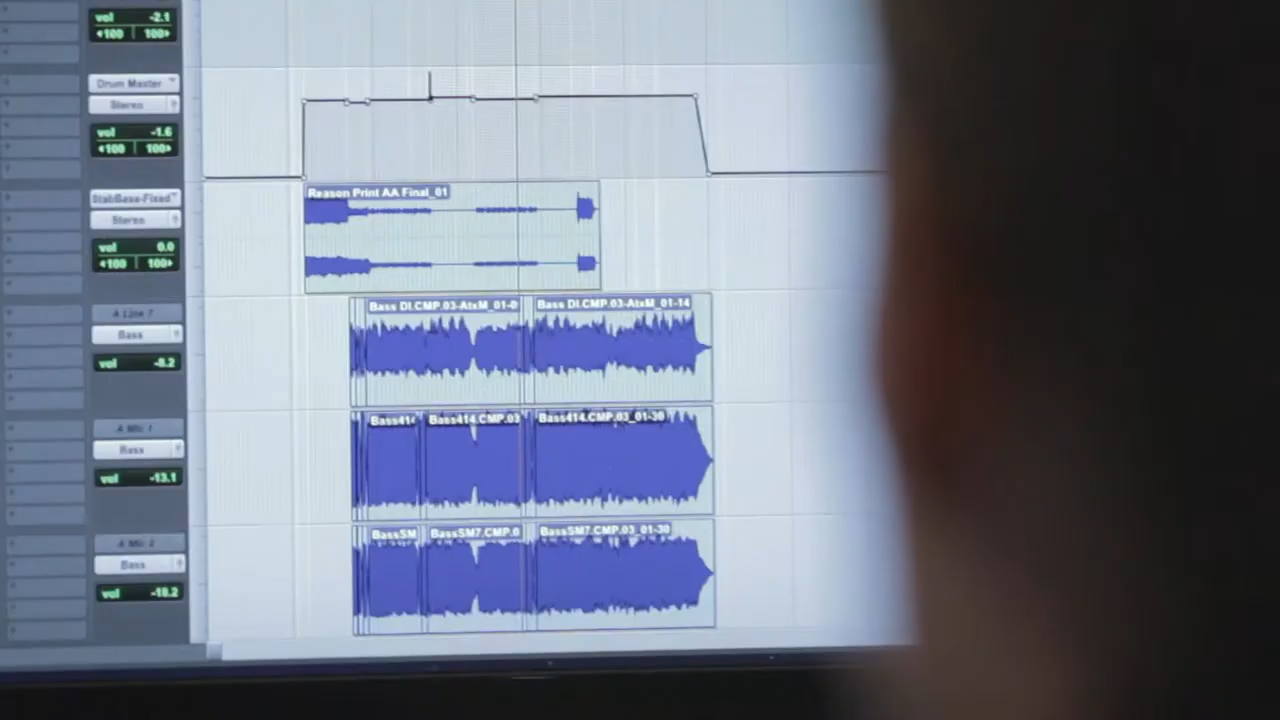 vol -2.1
100 100
Drum Master
Stereo
vol -1.6
100 100
Reason Print AA Final_01
StabBass-Fixed
Stereo
vol 0.0
100 100
Bass DI.CMP.03-AtxM_01-0 Bass DI.CMP.03-AtxM_01-14
A Line 7
Bass
vol -8.2
Bass414 Bass414.CMP.03 Bass414.CMP.03_01-30
Bass
vol -13.1
BassSM BassSM7.CMP.0 BassSM7.CMP.03_01-30
Bass
vol -18.2